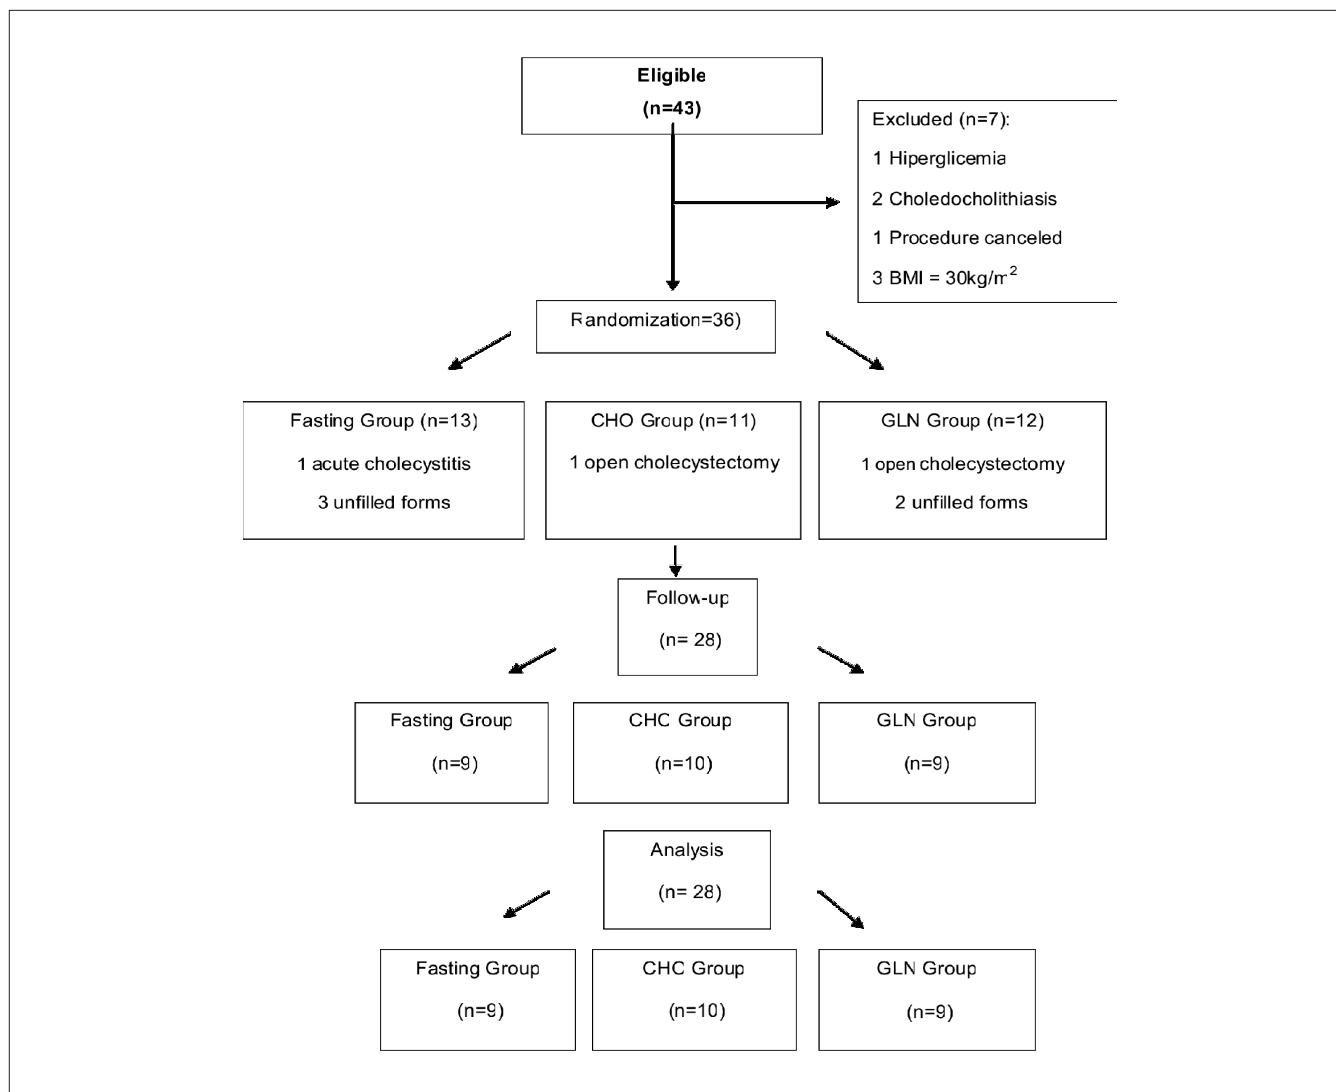 Eligible
(n=43)
Excluded (n=7):
1 Hiperglicemia
2 Choledocholithiasis
1 Procedure canceled
3 BMI = 30kg/m²
Randomization=36)
Fasting Group (n=13)
1 acute cholecystitis
3 unfilled forms
CHO Group (n=11)
1 open cholecystectomy
GLN Group (n=12)
1 open cholecystectomy
2 unfilled forms
Follow-up
(n= 28)
Fasting Group
(n=9)
CHO Group
(n=10)
GLN Group
(n=9)
Analysis
(n= 28)
Fasting Group
(n=9)
CHO Group
(n=10)
GLN Group
(n=9)